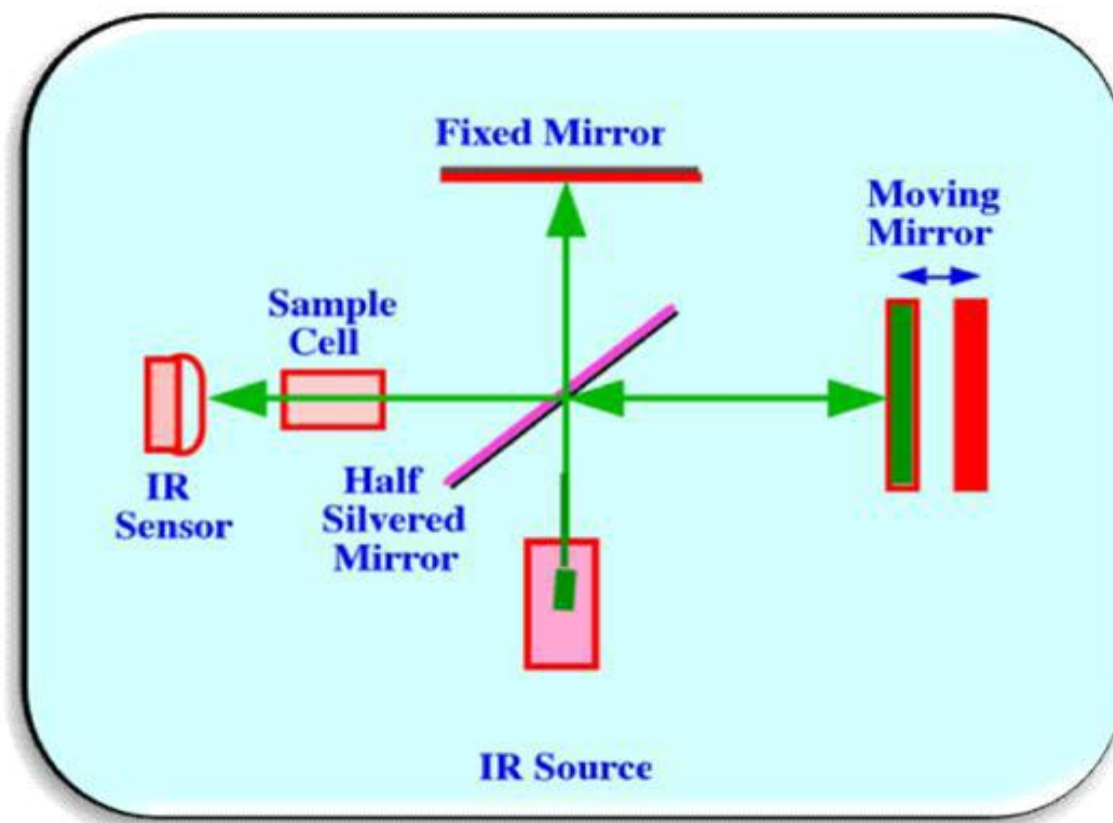 Fixed Mirror
Moving
Mirror
Sample
Cell
IR
Sensor
Half
Silvered
Mirror
IR Source